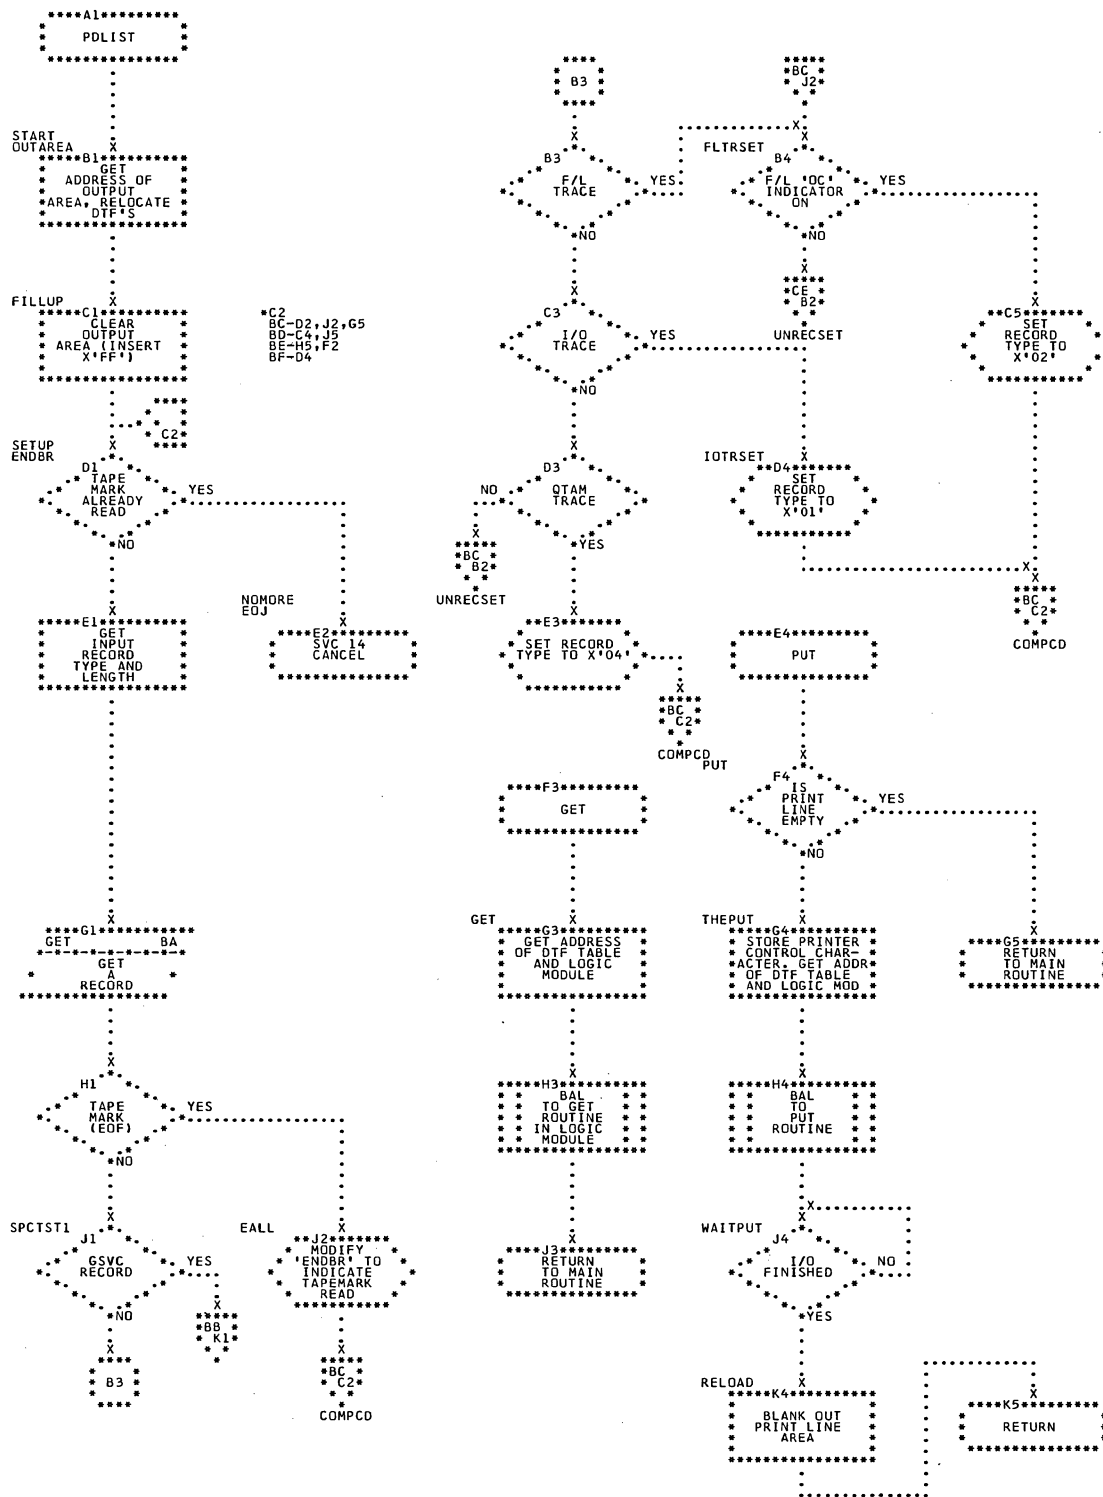 A1
PDLIST
START
OUTAREA
B1
GET
ADDRESS OF
OUTPUT
AREA, RELOCATE
DTF'S
FILLUP
C1
CLEAR
OUTPUT
AREA (INSERT
X'FF')
*C2
BC-D2,J2,G5
BD-C4,J5
BE-H5,F2
BF-D4
C2
SETUP
ENDBR
D1
TAPE
MARK
ALREADY
READ
YES
NO
E1
GET
INPUT
RECORD
TYPE AND
LENGTH
NOMORE
EOJ
E2
SVC 14
CANCEL
G1
GET BA
GET
A
RECORD
H1
TAPE
MARK
(EOF)
YES
NO
SPCTST1
J1
GSVC
RECORD
YES
NO
BB
K1
B3
EALL
J2
MODIFY
'ENDBR' TO
INDICATE
TAPEMARK
READ
BC
C2
COMPCD
B3
B3
F/L
TRACE
YES
NO
C3
I/O
TRACE
YES
NO
D3
QTAM
TRACE
NO
YES
BC
B2
UNRECSET
E3
SET RECORD
TYPE TO X'04'
BC
C2
COMPCD
F3
GET
GET
G3
GET ADDRESS
OF DTF TABLE
AND LOGIC
MODULE
H3
BAL
TO GET
ROUTINE
IN LOGIC
MODULE
J3
RETURN
TO MAIN
ROUTINE
BC
J2
FLTRSET
B4
F/L 'OC'
INDICATOR
ON
YES
NO
CE
B2
UNRECSET
C5
SET
RECORD
TYPE TO
X'02'
IOTRSET
D4
SET
RECORD
TYPE TO
X'01'
BC
C2
COMPCD
E4
PUT
PUT
F4
IS
PRINT
LINE
EMPTY
YES
NO
THEPUT
G4
STORE PRINTER
CONTROL CHAR-
ACTER, GET ADDR
OF DTF TABLE
AND LOGIC MOD
G5
RETURN
TO MAIN
ROUTINE
H4
BAL
TO
PUT
ROUTINE
WAITPUT
J4
I/O
FINISHED
NO
YES
RELOAD
K4
BLANK OUT
PRINT LINE
AREA
K5
RETURN